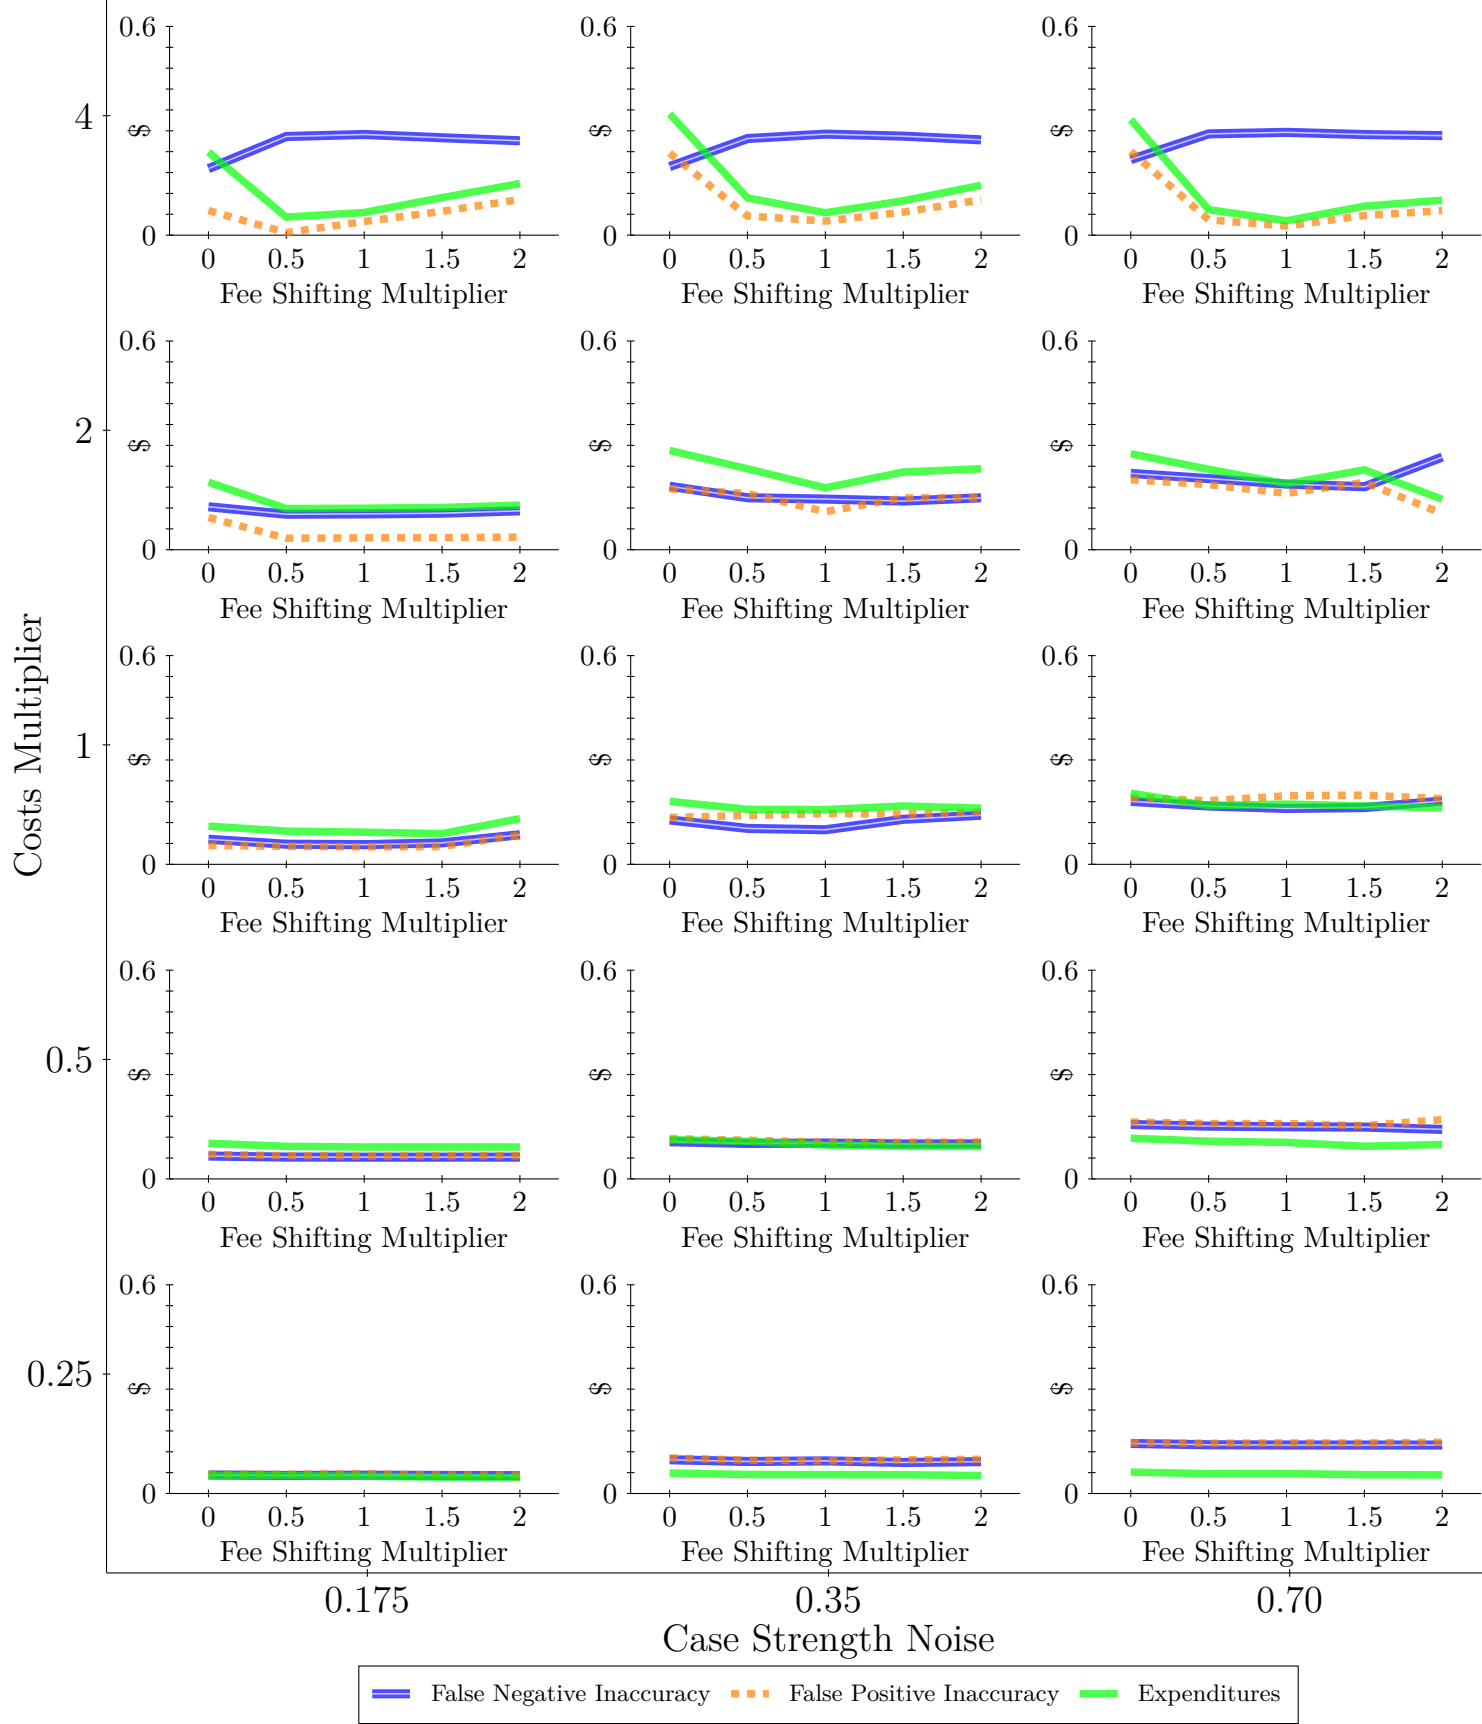 Costs Multiplier
4
0.6
$
0
0 0.5 1 1.5 2
Fee Shifting Multiplier
0.6
$
0
0 0.5 1 1.5 2
Fee Shifting Multiplier
0.6
$
0
0 0.5 1 1.5 2
Fee Shifting Multiplier
2
0.6
$
0
0 0.5 1 1.5 2
Fee Shifting Multiplier
0.6
$
0
0 0.5 1 1.5 2
Fee Shifting Multiplier
0.6
$
0
0 0.5 1 1.5 2
Fee Shifting Multiplier
1
0.6
$
0
0 0.5 1 1.5 2
Fee Shifting Multiplier
0.6
$
0
0 0.5 1 1.5 2
Fee Shifting Multiplier
0.6
$
0
0 0.5 1 1.5 2
Fee Shifting Multiplier
0.5
0.6
$
0
0 0.5 1 1.5 2
Fee Shifting Multiplier
0.6
$
0
0 0.5 1 1.5 2
Fee Shifting Multiplier
0.6
$
0
0 0.5 1 1.5 2
Fee Shifting Multiplier
0.25
0.6
$
0
0 0.5 1 1.5 2
Fee Shifting Multiplier
0.6
$
0
0 0.5 1 1.5 2
Fee Shifting Multiplier
0.6
$
0
0 0.5 1 1.5 2
Fee Shifting Multiplier
0.175 0.35 0.70
Case Strength Noise
False Negative Inaccuracy False Positive Inaccuracy Expenditures